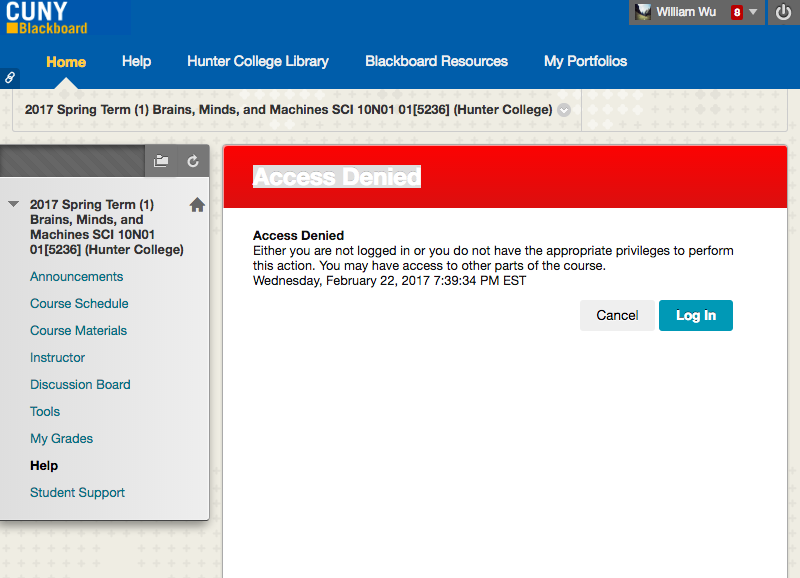 CUNY
Blackboard
William Wu 8
Home Help Hunter College Library Blackboard Resources My Portfolios
2017 Spring Term (1) Brains, Minds, and Machines SCI 10N01 01[5236] (Hunter College)
2017 Spring Term (1)
Brains, Minds, and
Machines SCI 10N01
01[5236] (Hunter College)
Announcements
Course Schedule
Course Materials
Instructor
Discussion Board
Tools
My Grades
Help
Student Support
Access Denied
Access Denied
Either you are not logged in or you do not have the appropriate privileges to perform
this action. You may have access to other parts of the course.
Wednesday, February 22, 2017 7:39:34 PM EST
Cancel Log In